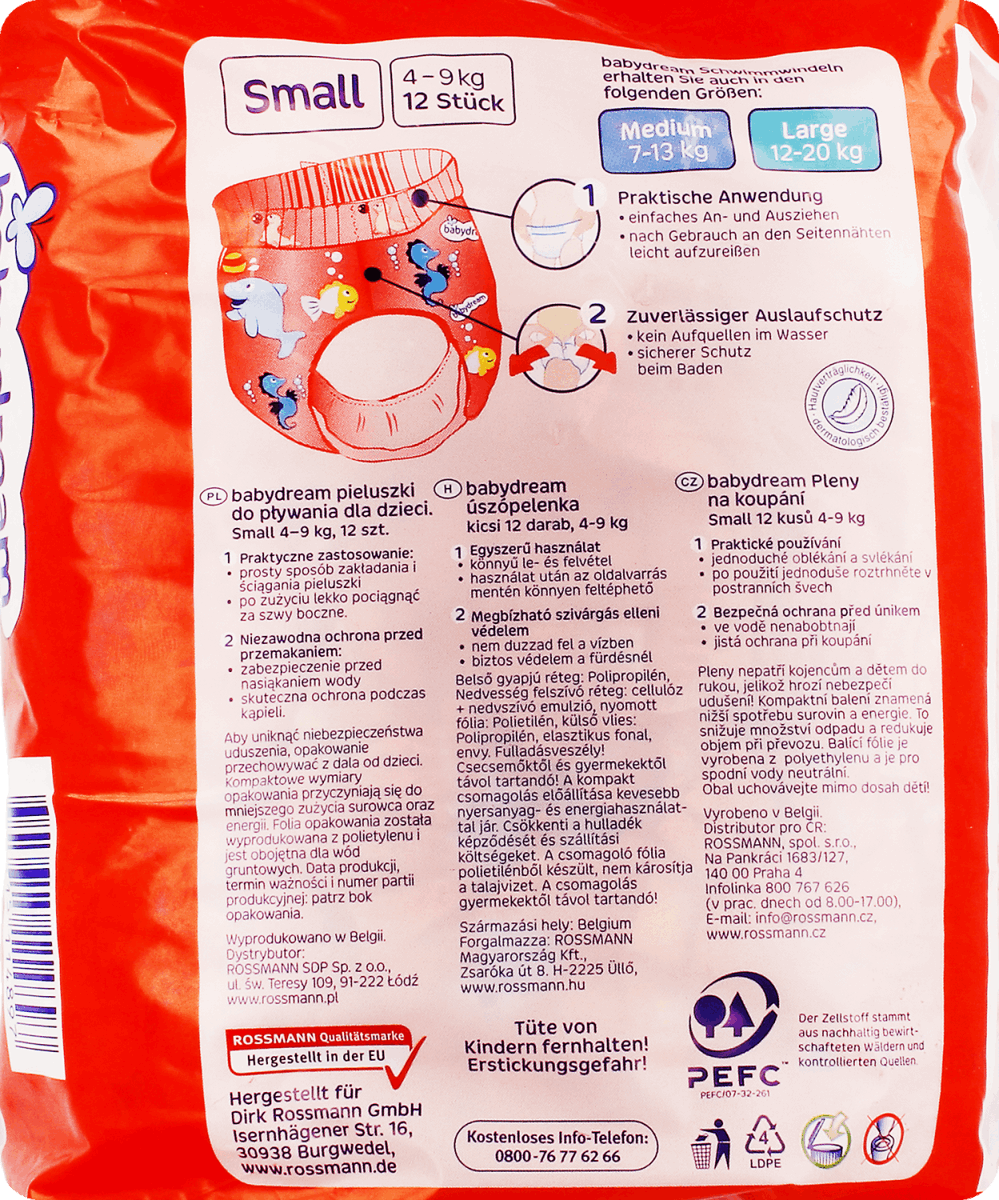 Small
4-9 kg
12 Stück
babydream Schwimmwindeln
erhalten Sie auch in den
folgenden Größen:
Medium
7-13 kg
Large
12-20 kg
1
Praktische Anwendung
• einfaches An- und Ausziehen
• nach Gebrauch an den Seitennähten
leicht aufzureißen
2
Zuverlässiger Auslaufschutz
• kein Aufquellen im Wasser
• sicherer Schutz
beim Baden
Hautverträglichkeit · dermatologisch bestätigt
babydr
babydream
PL babydream pieluszki
do pływania dla dzieci.
Small 4-9 kg, 12 szt.
1 Praktyczne zastosowanie:
• prosty sposób zakładania i
ściągania pieluszki
• po zużyciu lekko pociągnąć
za szwy boczne.
2 Niezawodna ochrona przed
przemakaniem:
• zabezpieczenie przed
nasiąkaniem wody
• skuteczna ochrona podczas
kąpieli.
Aby uniknąć niebezpieczeństwa
uduszenia, opakowanie
przechowywać z dala od dzieci.
Kompaktowe wymiary
opakowania przyczyniają się do
mniejszego zużycia surowca oraz
energii. Folia opakowania została
wyprodukowana z polietylenu i
jest obojętna dla wód
gruntowych. Data produkcji,
termin ważności i numer partii
produkcyjnej: patrz bok
opakowania.
Wyprodukowano w Belgii.
Dystrybutor:
ROSSMANN SDP Sp. z o.o.,
ul. św. Teresy 109, 91-222 Łódź
www.rossmann.pl
H babydream
úszópelenka
kicsi 12 darab, 4-9 kg
1 Egyszerű használat
• könnyű le- és felvétel
• használat után az oldalvarrás
mentén könnyen feltéphető
2 Megbízható szivárgás elleni
védelem
• nem duzzad fel a vízben
• biztos védelem a fürdésnél
Belső gyapjú réteg: Polipropilén,
Nedvesség felszívó réteg: cellulóz
+ nedvszívó emulzió, nyomott
fólia: Polietilén, külső vlies:
Polipropilén, elasztikus fonal,
envy. Fulladásveszély!
Csecsemőktől és gyermekektől
távol tartandó! A kompakt
csomagolás előállítása kevesebb
nyersanyag- és energiahasználat-
tal jár. Csökkenti a hulladék
képződését és szállítási
költségeket. A csomagoló fólia
polietilénből készült, nem károsítja
a talajvizet. A csomagolás
gyermekektől távol tartandó!
Származási hely: Belgium
Forgalmazza: ROSSMANN
Magyarország Kft.,
Zsaróka út 8. H-2225 Üllő,
www.rossmann.hu
CZ babydream Pleny
na koupání
Small 12 kusů 4-9 kg
1 Praktické používání
• jednoduché oblékání a svlékání
• po použití jednoduše roztrhněte v
postranních švech
2 Bezpečná ochrana před únikem
• ve vodě nenabobtnají
• jistá ochrana při koupání
Pleny nepatří kojencům a dětem do
rukou, jelikož hrozí nebezpečí
udušení! Kompaktní balení znamená
nižší spotřebu surovin a energie. To
snižuje množství odpadu a redukuje
objem při převozu. Balící fólie je
vyrobena z polyethylenu a je pro
spodní vody neutrální.
Obal uchovávejte mimo dosah dětí!
Vyrobeno v Belgii.
Distributor pro ČR:
ROSSMANN, spol. s.r.o.,
Na Pankráci 1683/127,
140 00 Praha 4
Infolinka 800 767 626
(v prac. dnech od 8.00-17.00),
E-mail: info@rossmann.cz,
www.rossmann.cz
ROSSMANN Qualitätsmarke
Hergestellt in der EU
Hergestellt für
Dirk Rossmann GmbH
Isernhägener Str. 16,
30938 Burgwedel,
www.rossmann.de
Tüte von
Kindern fernhalten!
Erstickungsgefahr!
Kostenloses Info-Telefon:
0800-76 77 62 66
PEFC™
PEFC/07-32-261
Der Zellstoff stammt
aus nachhaltig bewirt-
schafteten Wäldern und
kontrollierten Quellen.
4
LDPE